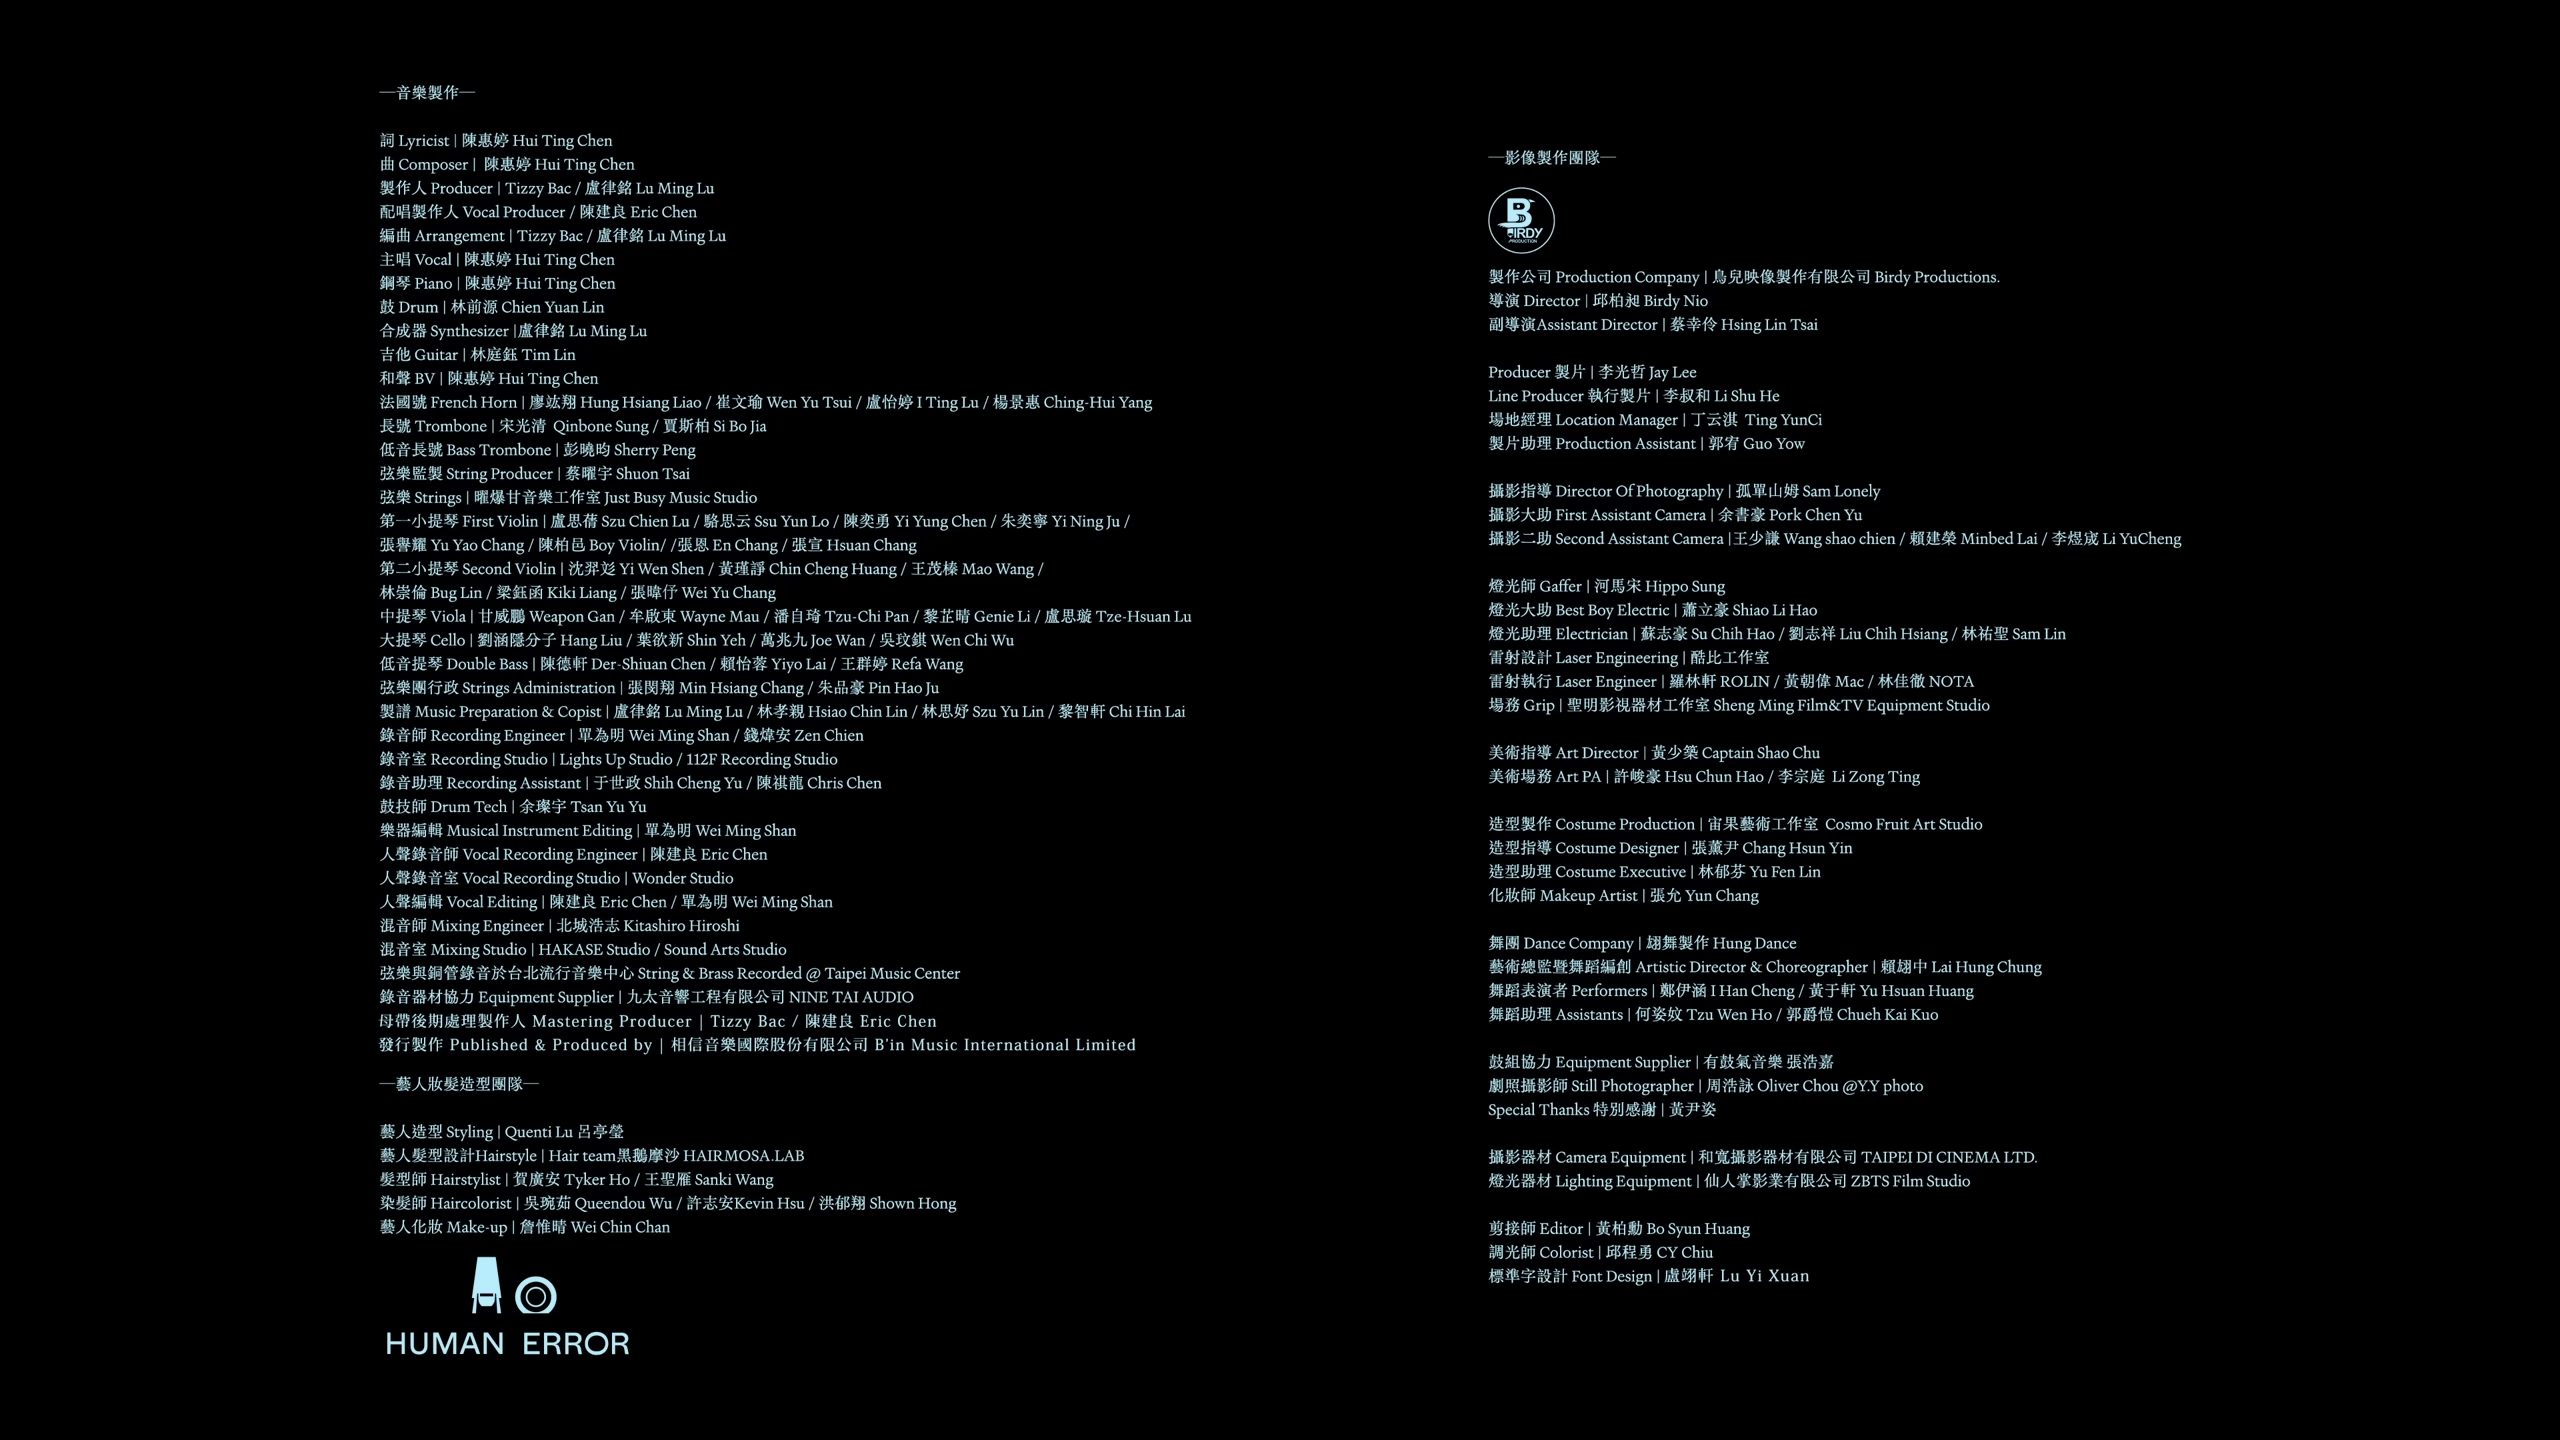 —音樂製作—
詞 Lyricist | 陳惠婷 Hui Ting Chen
曲 Composer | 陳惠婷 Hui Ting Chen
製作人 Producer | Tizzy Bac / 盧律銘 Lu Ming Lu
配唱製作人 Vocal Producer / 陳建良 Eric Chen
編曲 Arrangement | Tizzy Bac / 盧律銘 Lu Ming Lu
主唱 Vocal | 陳惠婷 Hui Ting Chen
鋼琴 Piano | 陳惠婷 Hui Ting Chen
鼓 Drum | 林前源 Chien Yuan Lin
合成器 Synthesizer |盧律銘 Lu Ming Lu
吉他 Guitar | 林庭鈺 Tim Lin
和聲 BV | 陳惠婷 Hui Ting Chen
法國號 French Horn | 廖竑翔 Hung Hsiang Liao / 崔文瑜 Wen Yu Tsui / 盧怡婷 I Ting Lu / 楊景惠 Ching-Hui Yang
長號 Trombone | 宋光清 Qinbone Sung / 賈斯柏 Si Bo Jia
低音長號 Bass Trombone | 彭曉昀 Sherry Peng
弦樂監製 String Producer | 蔡曜宇 Shuon Tsai
弦樂 Strings | 曜爆甘音樂工作室 Just Busy Music Studio
第一小提琴 First Violin | 盧思蒨 Szu Chien Lu / 駱思云 Ssu Yun Lo / 陳奕勇 Yi Yung Chen / 朱奕寧 Yi Ning Ju /
張譽耀 Yu Yao Chang / 陳柏邑 Boy Violin/ /張恩 En Chang / 張宣 Hsuan Chang
第二小提琴 Second Violin | 沈羿彣 Yi Wen Shen / 黃瑾諍 Chin Cheng Huang / 王茂榛 Mao Wang /
林崇倫 Bug Lin / 梁鈺函 Kiki Liang / 張暐伃 Wei Yu Chang
中提琴 Viola | 甘威鵬 Weapon Gan / 牟啟東 Wayne Mau / 潘自琦 Tzu-Chi Pan / 黎芷晴 Genie Li / 盧思璇 Tze-Hsuan Lu
大提琴 Cello | 劉涵隱分子 Hang Liu / 葉欲新 Shin Yeh / 萬兆九 Joe Wan / 吳玟錤 Wen Chi Wu
低音提琴 Double Bass | 陳德軒 Der-Shiuan Chen / 賴怡蓉 Yiyo Lai / 王群婷 Refa Wang
弦樂團行政 Strings Administration | 張閔翔 Min Hsiang Chang / 朱品豪 Pin Hao Ju
製譜 Music Preparation & Copist | 盧律銘 Lu Ming Lu / 林孝親 Hsiao Chin Lin / 林思妤 Szu Yu Lin / 黎智軒 Chi Hin Lai
錄音師 Recording Engineer | 單為明 Wei Ming Shan / 錢煒安 Zen Chien
錄音室 Recording Studio | Lights Up Studio / 112F Recording Studio
錄音助理 Recording Assistant | 于世政 Shih Cheng Yu / 陳祺龍 Chris Chen
鼓技師 Drum Tech | 余璨宇 Tsan Yu Yu
樂器編輯 Musical Instrument Editing | 單為明 Wei Ming Shan
人聲錄音師 Vocal Recording Engineer | 陳建良 Eric Chen
人聲錄音室 Vocal Recording Studio | Wonder Studio
人聲編輯 Vocal Editing | 陳建良 Eric Chen / 單為明 Wei Ming Shan
混音師 Mixing Engineer | 北城浩志 Kitashiro Hiroshi
混音室 Mixing Studio | HAKASE Studio / Sound Arts Studio
弦樂與銅管錄音於台北流行音樂中心 String & Brass Recorded @ Taipei Music Center
錄音器材協力 Equipment Supplier | 九太音響工程有限公司 NINE TAI AUDIO
母帶後期處理製作人 Mastering Producer | Tizzy Bac / 陳建良 Eric Chen
發行製作 Published & Produced by | 相信音樂國際股份有限公司 B'in Music International Limited
—藝人妝髮造型團隊—
藝人造型 Styling | Quenti Lu 呂亭瑩
藝人髮型設計Hairstyle | Hair team黑鵝摩沙 HAIRMOSA.LAB
髮型師 Hairstylist | 賀廣安 Tyker Ho / 王聖雁 Sanki Wang
染髮師 Haircolorist | 吳琬茹 Queendou Wu / 許志安Kevin Hsu / 洪郁翔 Shown Hong
藝人化妝 Make-up | 詹惟晴 Wei Chin Chan
HUMAN ERROR
—影像製作團隊—
BIRDY
PRODUCTION
製作公司 Production Company | 鳥兒映像製作有限公司 Birdy Productions.
導演 Director | 邱柏昶 Birdy Nio
副導演Assistant Director | 蔡幸伶 Hsing Lin Tsai
Producer 製片 | 李光哲 Jay Lee
Line Producer 執行製片 | 李叔和 Li Shu He
場地經理 Location Manager | 丁云淇 Ting YunCi
製片助理 Production Assistant | 郭宥 Guo Yow
攝影指導 Director Of Photography | 孤單山姆 Sam Lonely
攝影大助 First Assistant Camera | 余書豪 Pork Chen Yu
攝影二助 Second Assistant Camera |王少謙 Wang shao chien / 賴建榮 Minbed Lai / 李煜宬 Li YuCheng
燈光師 Gaffer | 河馬宋 Hippo Sung
燈光大助 Best Boy Electric | 蕭立豪 Shiao Li Hao
燈光助理 Electrician | 蘇志豪 Su Chih Hao / 劉志祥 Liu Chih Hsiang / 林祐聖 Sam Lin
雷射設計 Laser Engineering | 酷比工作室
雷射執行 Laser Engineer | 羅林軒 ROLIN / 黃朝偉 Mac / 林佳徹 NOTA
場務 Grip | 聖明影視器材工作室 Sheng Ming Film&TV Equipment Studio
美術指導 Art Director | 黃少築 Captain Shao Chu
美術場務 Art PA | 許峻豪 Hsu Chun Hao / 李宗庭 Li Zong Ting
造型製作 Costume Production | 宙果藝術工作室 Cosmo Fruit Art Studio
造型指導 Costume Designer | 張薰尹 Chang Hsun Yin
造型助理 Costume Executive | 林郁芬 Yu Fen Lin
化妝師 Makeup Artist | 張允 Yun Chang
舞團 Dance Company | 翃舞製作 Hung Dance
藝術總監暨舞蹈編創 Artistic Director & Choreographer | 賴翃中 Lai Hung Chung
舞蹈表演者 Performers | 鄭伊涵 I Han Cheng / 黃于軒 Yu Hsuan Huang
舞蹈助理 Assistants | 何姿妏 Tzu Wen Ho / 郭爵愷 Chueh Kai Kuo
鼓組協力 Equipment Supplier | 有鼓氣音樂 張浩嘉
劇照攝影師 Still Photographer | 周浩詠 Oliver Chou @Y.Y photo
Special Thanks 特別感謝 | 黃尹姿
攝影器材 Camera Equipment | 和寬攝影器材有限公司 TAIPEI DI CINEMA LTD.
燈光器材 Lighting Equipment | 仙人掌影業有限公司 ZBTS Film Studio
剪接師 Editor | 黃柏勳 Bo Syun Huang
調光師 Colorist | 邱程勇 CY Chiu
標準字設計 Font Design | 盧翊軒 Lu Yi Xuan